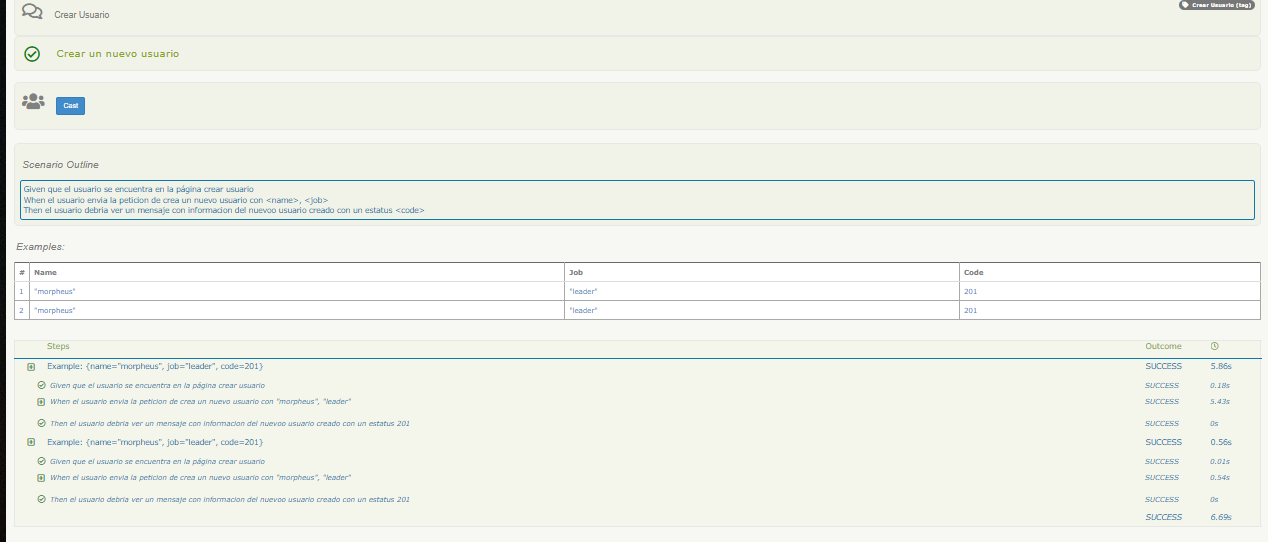 Crear Usuario
Crear Usuario (tag)
Crear un nuevo usuario
Cast
Scenario Outline
Given que el usuario se encuentra en la página crear usuario
When el usuario envia la peticion de crea un nuevo usuario con <name>, <job>
Then el usuario debria ver un mensaje con informacion del nuevoo usuario creado con un estatus <code>
Examples:
# Name Job Code
1 "morpheus" "leader" 201
2 "morpheus" "leader" 201
Steps Outcome
Example: {name="morpheus", job="leader", code=201} SUCCESS 5.86s
Given que el usuario se encuentra en la página crear usuario SUCCESS 0.18s
When el usuario envia la peticion de crea un nuevo usuario con "morpheus", "leader" SUCCESS 5.43s
Then el usuario debria ver un mensaje con informacion del nuevoo usuario creado con un estatus 201 SUCCESS 0s
Example: {name="morpheus", job="leader", code=201} SUCCESS 0.56s
Given que el usuario se encuentra en la página crear usuario SUCCESS 0.01s
When el usuario envia la peticion de crea un nuevo usuario con "morpheus", "leader" SUCCESS 0.54s
Then el usuario debria ver un mensaje con informacion del nuevoo usuario creado con un estatus 201 SUCCESS 0s
SUCCESS 6.69s